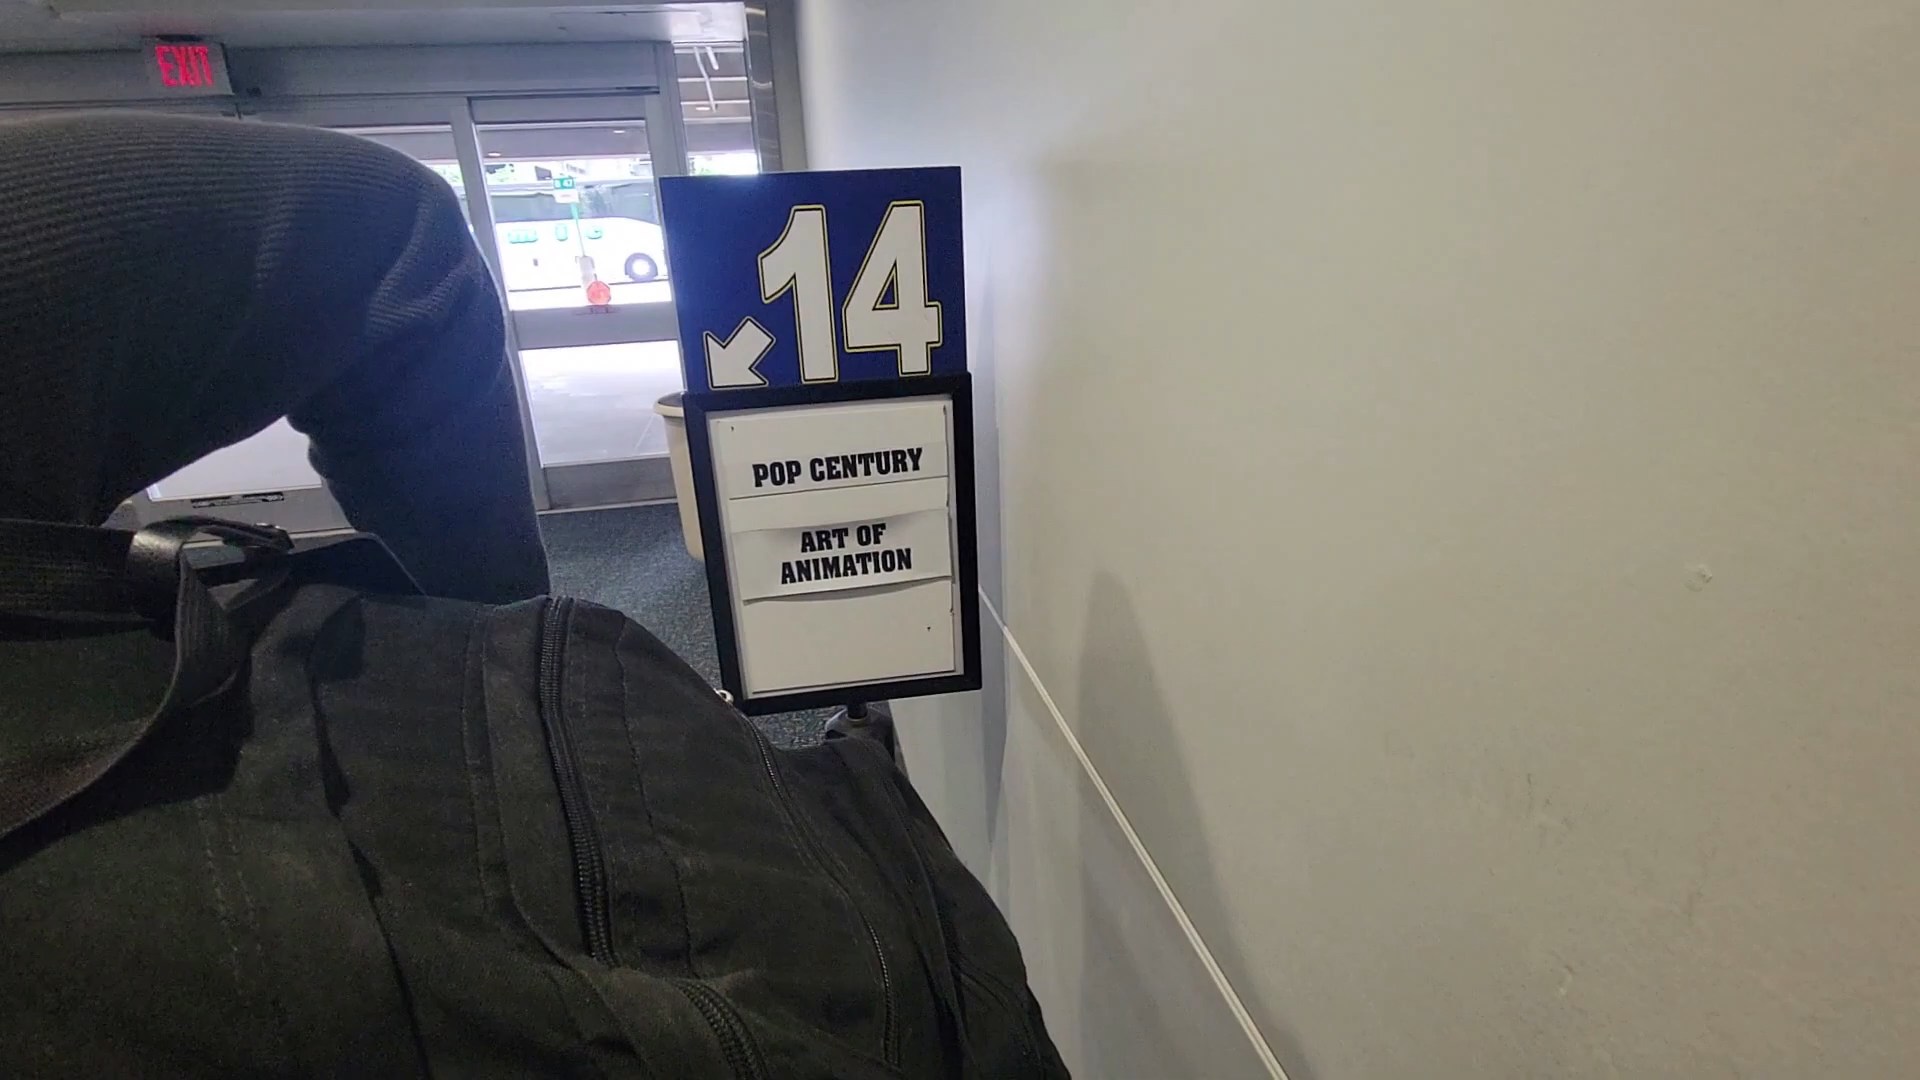 EXIT
14
POP CENTURY
ART OF
ANIMATION